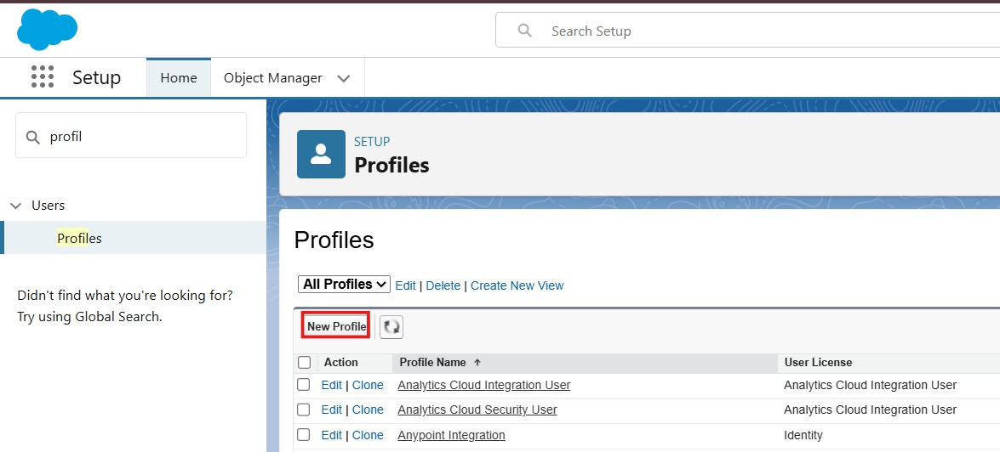 Search Setup
Setup Home Object Manager
profil
SETUP
Profiles
Users
Profiles
Didn't find what you're looking for?
Try using Global Search.
Profiles
All Profiles Edit | Delete | Create New View
New Profile
Action Profile Name User License
Edit | Clone Analytics Cloud Integration User Analytics Cloud Integration User
Edit | Clone Analytics Cloud Security User Analytics Cloud Integration User
Edit | Clone Anypoint Integration Identity